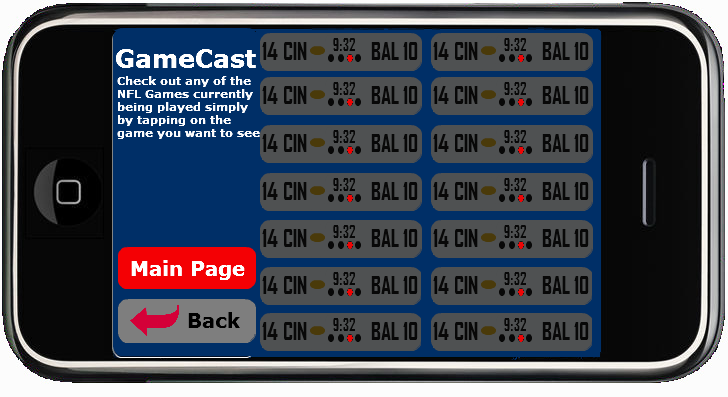 GameCast
Check out any of the
NFL Games currently
being played simply
by tapping on the
game you want to see
Main Page
Back
14 CIN 9:32 BAL 10
14 CIN 9:32 BAL 10
14 CIN 9:32 BAL 10
14 CIN 9:32 BAL 10
14 CIN 9:32 BAL 10
14 CIN 9:32 BAL 10
14 CIN 9:32 BAL 10
14 CIN 9:32 BAL 10
14 CIN 9:32 BAL 10
14 CIN 9:32 BAL 10
14 CIN 9:32 BAL 10
14 CIN 9:32 BAL 10
14 CIN 9:32 BAL 10
14 CIN 9:32 BAL 10